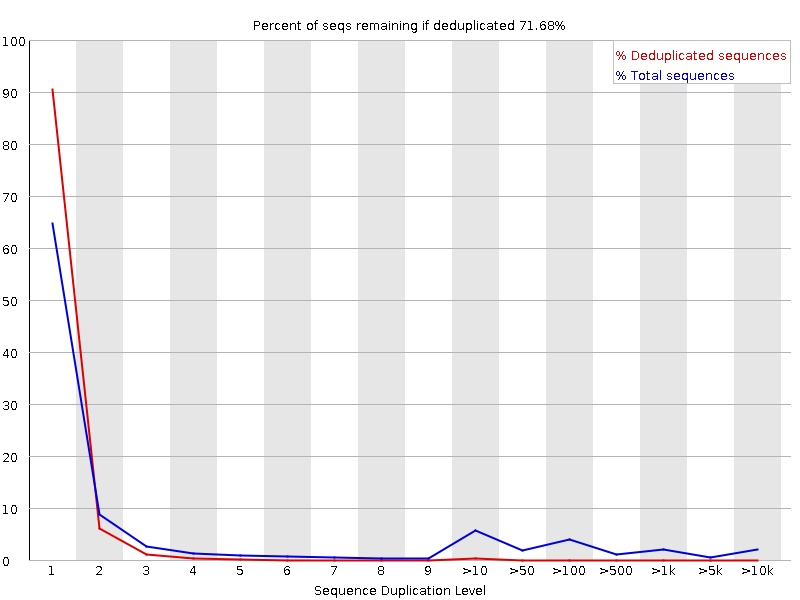 Percent of seqs remaining if deduplicated 71.68%
% Deduplicated sequences
% Total sequences
100
90
80
70
60
50
40
30
20
10
0
1 2 3 4 5 6 7 8 9 >10 >50 >100 >500 >1k >5k >10k
Sequence Duplication Level